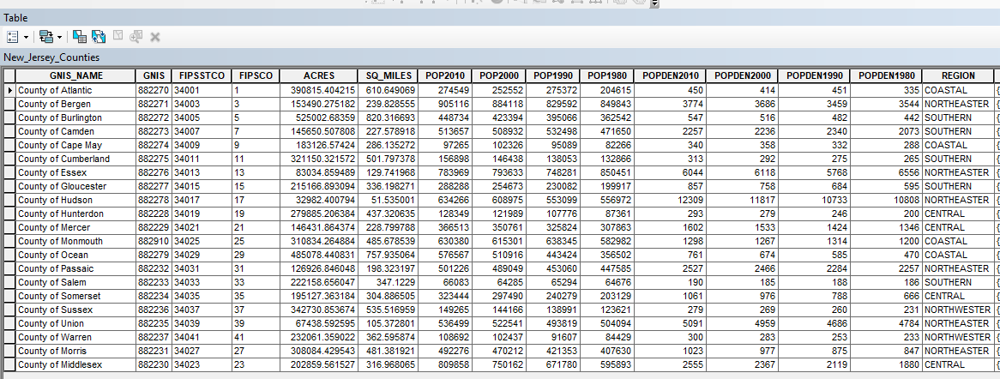 Table
New_Jersey_Counties
GNIS_NAME GNIS FIPSSTCO FIPSCO ACRES SQ_MILES POP2010 POP2000 POP1990 POP1980 POPDEN2010 POPDEN2000 POPDEN1990 POPDEN1980 REGION
County of Atlantic 882270 34001 1 390815.404215 610.649069 274549 252552 275372 204615 450 414 451 335 COASTAL
County of Bergen 882271 34003 3 153490.275182 239.828555 905116 884118 829592 849843 3774 3686 3459 3544 NORTHEASTER
County of Burlington 882272 34005 5 525002.68359 820.316693 448734 423394 395066 362542 547 516 482 442 SOUTHERN
County of Camden 882273 34007 7 145650.507808 227.578918 513657 508932 532498 471650 2257 2236 2340 2073 SOUTHERN
County of Cape May 882274 34009 9 183126.57424 286.135272 97265 102326 95089 82266 340 358 332 288 COASTAL
County of Cumberland 882275 34011 11 321150.321572 501.797378 156898 146438 138053 132866 313 292 275 265 SOUTHERN
County of Essex 882276 34013 13 83034.859489 129.741968 783969 793633 748281 850451 6044 6118 5768 6556 NORTHEASTER
County of Gloucester 882277 34015 15 215166.893094 336.198271 288288 254673 230082 199917 857 758 684 595 SOUTHERN
County of Hudson 882278 34017 17 32982.400794 51.535001 634266 608975 553099 556972 12309 11817 10733 10808 NORTHEASTER
County of Hunterdon 882228 34019 19 279885.206384 437.320635 128349 121989 107776 87361 293 279 246 200 CENTRAL
County of Mercer 882229 34021 21 146431.864374 228.799788 366513 350761 325824 307863 1602 1533 1424 1346 CENTRAL
County of Monmouth 882910 34025 25 310834.264884 485.678539 630380 615301 638345 582982 1298 1267 1314 1200 COASTAL
County of Ocean 882279 34029 29 485078.440831 757.935064 576567 510916 443424 356502 761 674 585 470 COASTAL
County of Passaic 882232 34031 31 126926.846048 198.323197 501226 489049 453060 447585 2527 2466 2284 2257 NORTHEASTER
County of Salem 882233 34033 33 222158.656047 347.1229 66083 64285 65294 64676 190 185 188 186 SOUTHERN
County of Somerset 882234 34035 35 195127.363184 304.886505 323444 297490 240279 203129 1061 976 788 666 CENTRAL
County of Sussex 882236 34037 37 342730.853674 535.516959 149265 144166 138991 123621 279 269 260 231 NORTHWESTER
County of Union 882235 34039 39 67438.592595 105.372801 536499 522541 493819 504094 5091 4959 4686 4784 NORTHEASTER
County of Warren 882237 34041 41 232061.359022 362.595874 108692 102437 91607 84429 300 283 253 233 NORTHWESTER
County of Morris 882231 34027 27 308084.429543 481.381921 492276 470212 421353 407630 1023 977 875 847 NORTHEASTER
County of Middlesex 882230 34023 23 202859.561527 316.968065 809858 750162 671780 595893 2555 2367 2119 1880 CENTRAL